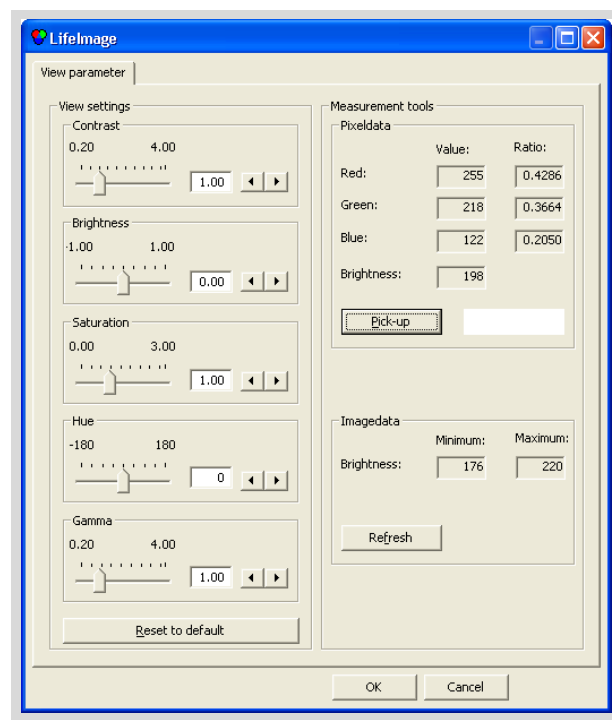 LifeImage
View parameter
View settings
Contrast
0.20 4.00
1.00
Brightness
-1.00 1.00
0.00
Saturation
0.00 3.00
1.00
Hue
-180 180
0
Gamma
0.20 4.00
1.00
Reset to default
Measurement tools
Pixeldata
Value: Ratio:
Red: 255 0.4286
Green: 218 0.3664
Blue: 122 0.2050
Brightness: 198
Pick-up
Imagedata
Minimum: Maximum:
Brightness: 176 220
Refresh
OK Cancel